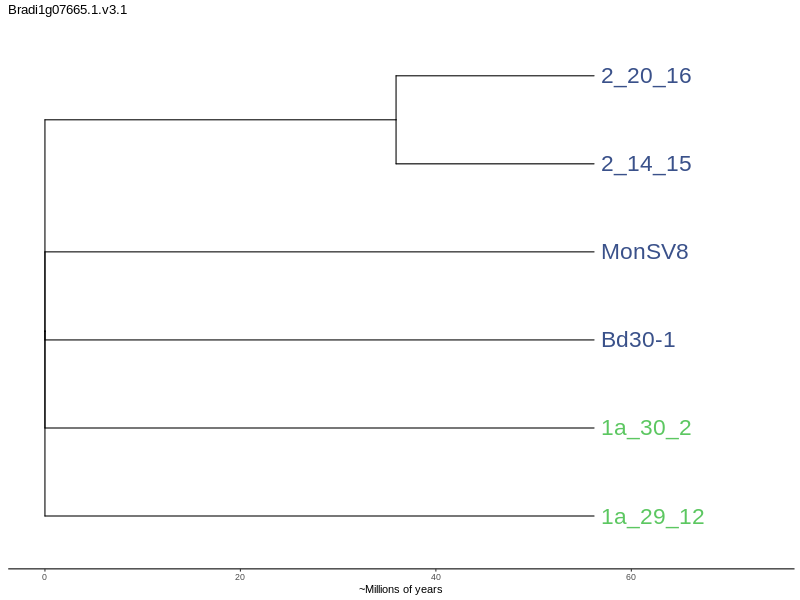 Bradi1g07665.1.v3.1
2_20_16
2_14_15
MonSV8
Bd30-1
1a_30_2
1a_29_12
0 20 40 60
~Millions of years